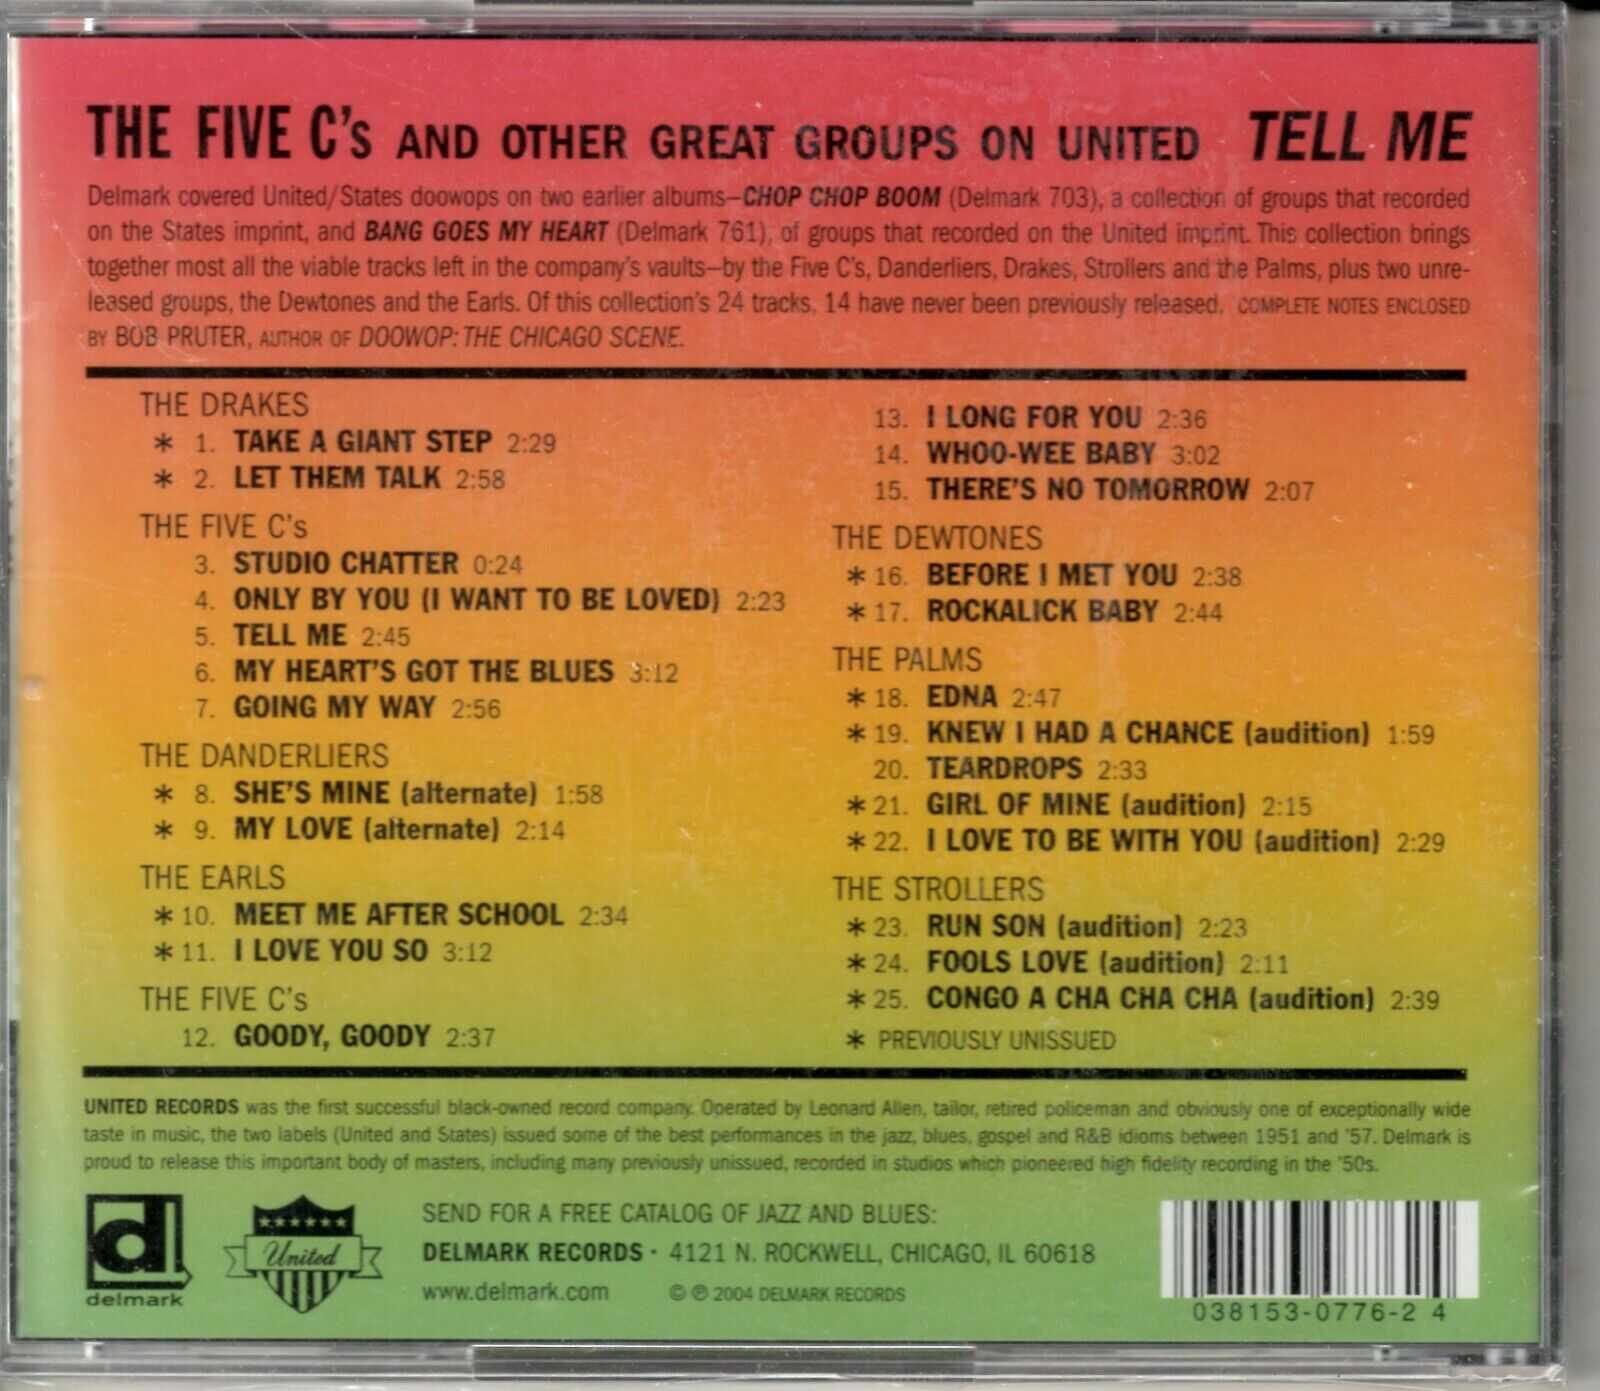 THE FIVE C's AND OTHER GREAT GROUPS ON UNITED TELL ME
Delmark covered United/States doowops on two earlier albums–CHOP CHOP BOOM (Delmark 703), a collection of groups that recorded
on the States imprint, and BANG GOES MY HEART (Delmark 761), of groups that recorded on the United imprint. This collection brings
together most all the viable tracks left in the company's vaults–by the Five C's, Danderliers, Drakes, Strollers and the Palms, plus two unre-
leased groups, the Dewtones and the Earls. Of this collection's 24 tracks, 14 have never been previously released. COMPLETE NOTES ENCLOSED
BY BOB PRUTER, AUTHOR OF DOOWOP: THE CHICAGO SCENE.
THE DRAKES
* 1. TAKE A GIANT STEP 2:29
* 2. LET THEM TALK 2:58
THE FIVE C's
3. STUDIO CHATTER 0:24
4. ONLY BY YOU (I WANT TO BE LOVED) 2:23
5. TELL ME 2:45
6. MY HEART'S GOT THE BLUES 3:12
7. GOING MY WAY 2:56
THE DANDERLIERS
* 8. SHE'S MINE (alternate) 1:58
* 9. MY LOVE (alternate) 2:14
THE EARLS
* 10. MEET ME AFTER SCHOOL 2:34
* 11. I LOVE YOU SO 3:12
THE FIVE C's
12. GOODY, GOODY 2:37
13. I LONG FOR YOU 2:36
14. WHOO-WEE BABY 3:02
15. THERE'S NO TOMORROW 2:07
THE DEWTONES
* 16. BEFORE I MET YOU 2:38
* 17. ROCKALICK BABY 2:44
THE PALMS
* 18. EDNA 2:47
* 19. KNEW I HAD A CHANCE (audition) 1:59
20. TEARDROPS 2:33
* 21. GIRL OF MINE (audition) 2:15
* 22. I LOVE TO BE WITH YOU (audition) 2:29
THE STROLLERS
* 23. RUN SON (audition) 2:23
* 24. FOOLS LOVE (audition) 2:11
* 25. CONGO A CHA CHA CHA (audition) 2:39
* PREVIOUSLY UNISSUED
UNITED RECORDS was the first successful black-owned record company. Operated by Leonard Allen, tailor, retired policeman and obviously one of exceptionally wide
taste in music, the two labels (United and States) issued some of the best performances in the jazz, blues, gospel and R&B idioms between 1951 and '57. Delmark is
proud to release this important body of masters, including many previously unissued, recorded in studios which pioneered high fidelity recording in the '50s.
d
delmark
United
SEND FOR A FREE CATALOG OF JAZZ AND BLUES:
DELMARK RECORDS · 4121 N. ROCKWELL, CHICAGO, IL 60618
www.delmark.com © ℗ 2004 DELMARK RECORDS
038153-0776-2 4